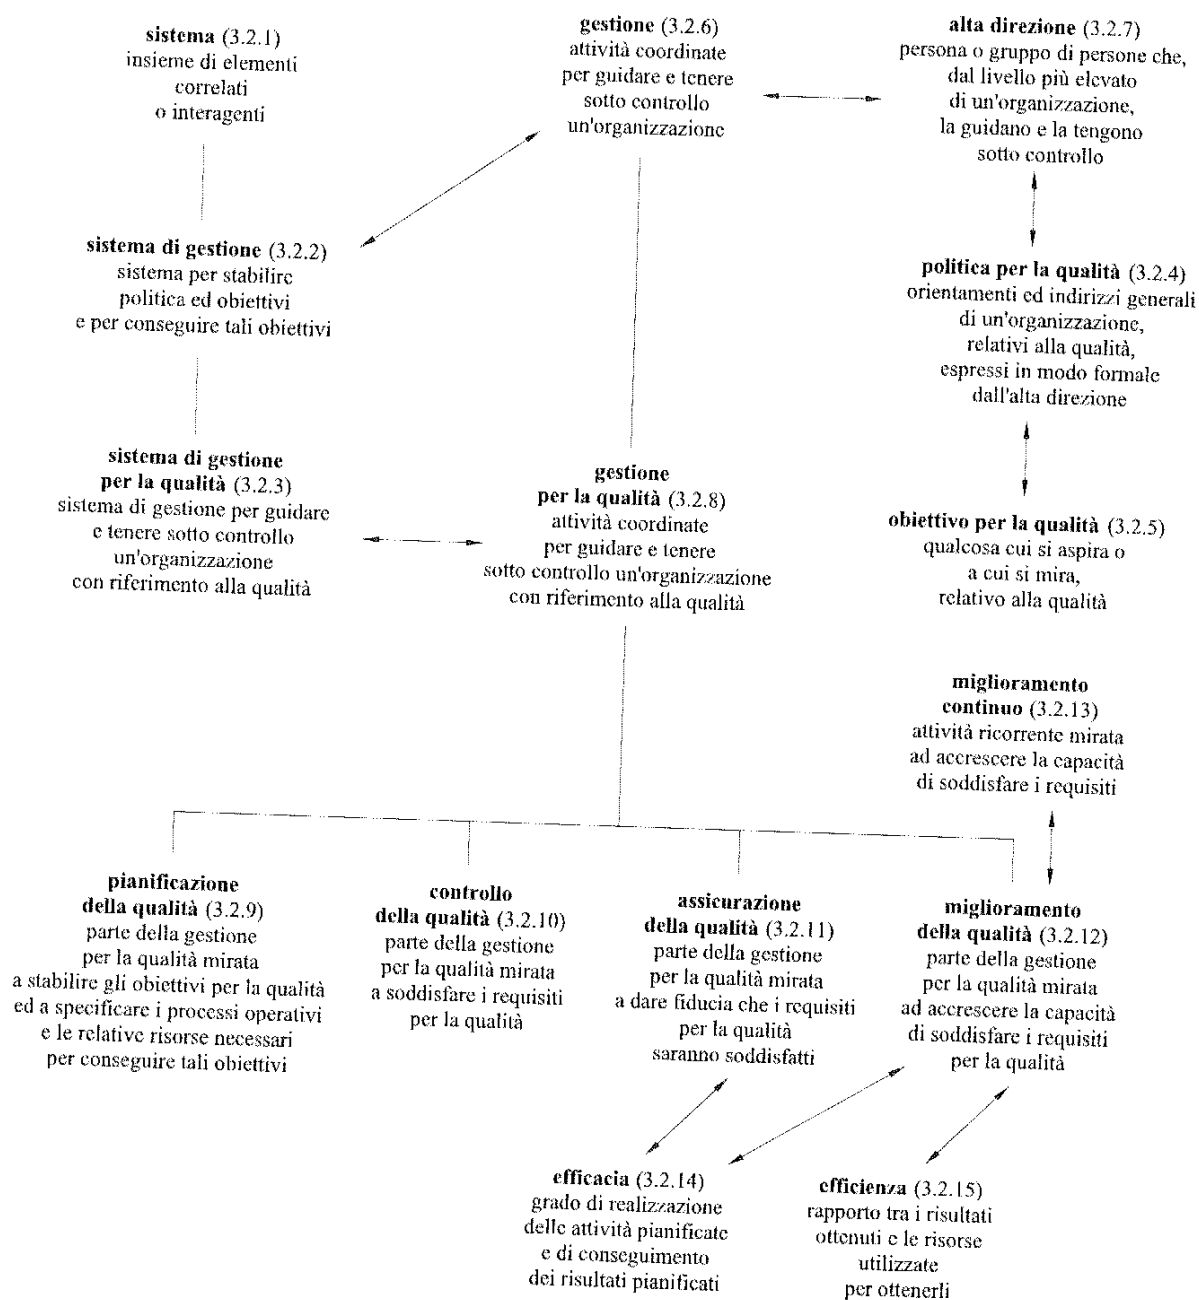 sistema (3.2.1)
insieme di elementi
correlati
o interagenti
gestione (3.2.6)
attività coordinate
per guidare e tenere
sotto controllo
un'organizzazione
alta direzione (3.2.7)
persona o gruppo di persone che,
dal livello più elevato
di un'organizzazione,
la guidano e la tengono
sotto controllo
sistema di gestione (3.2.2)
sistema per stabilire
politica ed obiettivi
e per conseguire tali obiettivi
politica per la qualità (3.2.4)
orientamenti ed indirizzi generali
di un'organizzazione,
relativi alla qualità,
espressi in modo formale
dall'alta direzione
sistema di gestione
per la qualità (3.2.3)
sistema di gestione per guidare
e tenere sotto controllo
un'organizzazione
con riferimento alla qualità
gestione
per la qualità (3.2.8)
attività coordinate
per guidare e tenere
sotto controllo un'organizzazione
con riferimento alla qualità
obiettivo per la qualità (3.2.5)
qualcosa cui si aspira o
a cui si mira,
relativo alla qualità
miglioramento
continuo (3.2.13)
attività ricorrente mirata
ad accrescere la capacità
di soddisfare i requisiti
pianificazione
della qualità (3.2.9)
parte della gestione
per la qualità mirata
a stabilire gli obiettivi per la qualità
ed a specificare i processi operativi
e le relative risorse necessari
per conseguire tali obiettivi
controllo
della qualità (3.2.10)
parte della gestione
per la qualità mirata
a soddisfare i requisiti
per la qualità
assicurazione
della qualità (3.2.11)
parte della gestione
per la qualità mirata
a dare fiducia che i requisiti
per la qualità
saranno soddisfatti
miglioramento
della qualità (3.2.12)
parte della gestione
per la qualità mirata
ad accrescere la capacità
di soddisfare i requisiti
per la qualità
efficacia (3.2.14)
grado di realizzazione
delle attività pianificate
e di conseguimento
dei risultati pianificati
efficienza (3.2.15)
rapporto tra i risultati
ottenuti e le risorse
utilizzate
per ottenerli